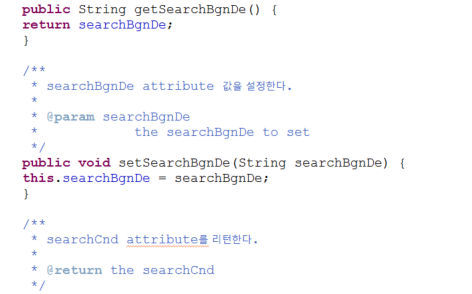 public String getSearchBgnDe() {
return searchBgnDe;
}
/**
* searchBgnDe attribute 값을 설정한다.
*
* @param searchBgnDe
*            the searchBgnDe to set
*/
public void setSearchBgnDe(String searchBgnDe) {
this.searchBgnDe = searchBgnDe;
}
/**
* searchCnd attribute를 리턴한다.
*
* @return the searchCnd
*/